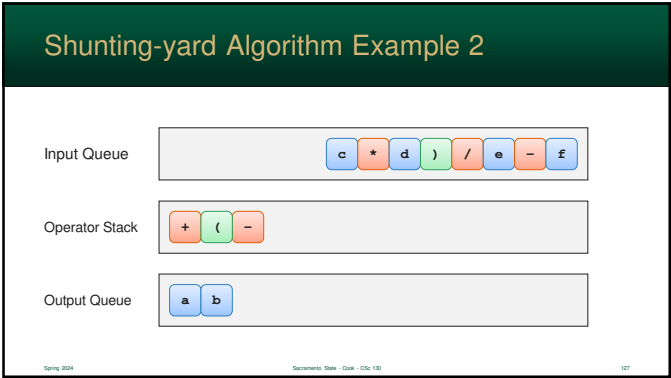 Shunting-yard Algorithm Example 2
Input Queue c * d ) / e – f
Operator Stack + ( –
Output Queue a b
Spring 2024 Sacramento State - Cook - CSc 130 127